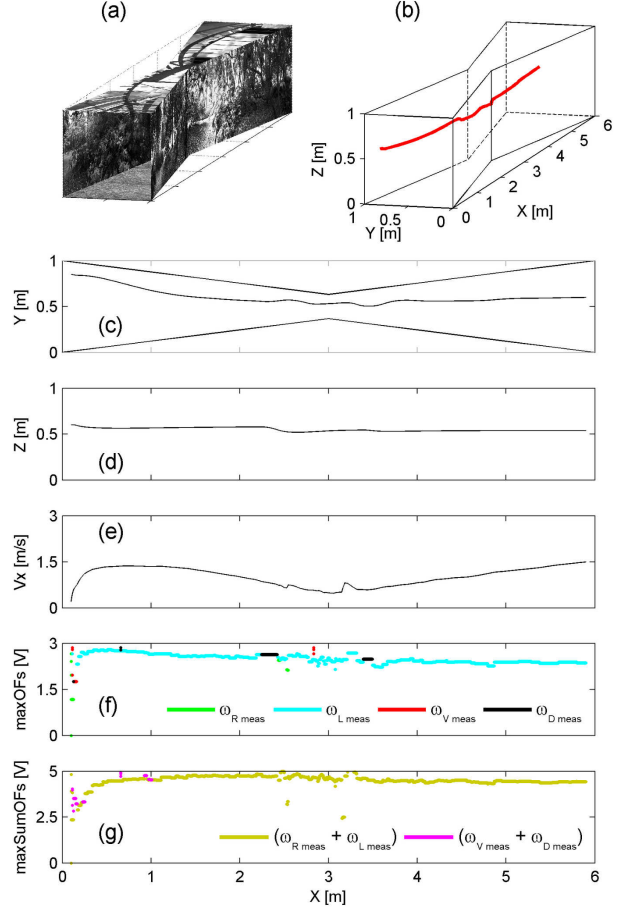 (a)
(b)
1
0.5
0
Z [m]
1
0.5
0
Y [m]
0
1
2
3
4
5
6
X [m]
1
0.5
0
Y [m]
(c)
1
0.5
0
Z [m]
(d)
3
1.5
0
Vx [m/s]
(e)
3
1.5
0
maxOFs [V]
(f)
ωR meas
ωL meas
ωV meas
ωD meas
5
2.5
0
maxSumOFs [V]
(g)
(ωR meas + ωL meas)
(ωV meas + ωD meas)
0 1 2 3 4 5 6
X [m]